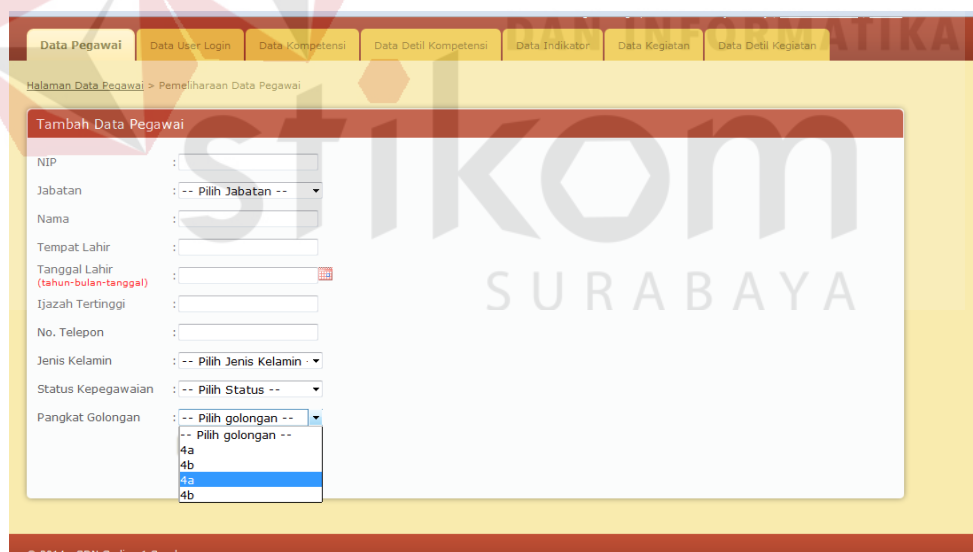 DAN INFORMATIKA
Data Pegawai Data User Login Data Kompetensi Data Detil Kompetensi Data Indikator Data Kegiatan Data Detil Kegiatan
Halaman Data Pegawai > Pemeliharaan Data Pegawai
Tambah Data Pegawai
stikom
SURABAYA
NIP :
Jabatan : -- Pilih Jabatan --
Nama :
Tempat Lahir :
Tanggal Lahir :
(tahun-bulan-tanggal)
Ijazah Tertinggi :
No. Telepon :
Jenis Kelamin : -- Pilih Jenis Kelamin -
Status Kepegawaian : -- Pilih Status --
Pangkat Golongan : -- Pilih golongan --
-- Pilih golongan --
4a
4b
4a
4b